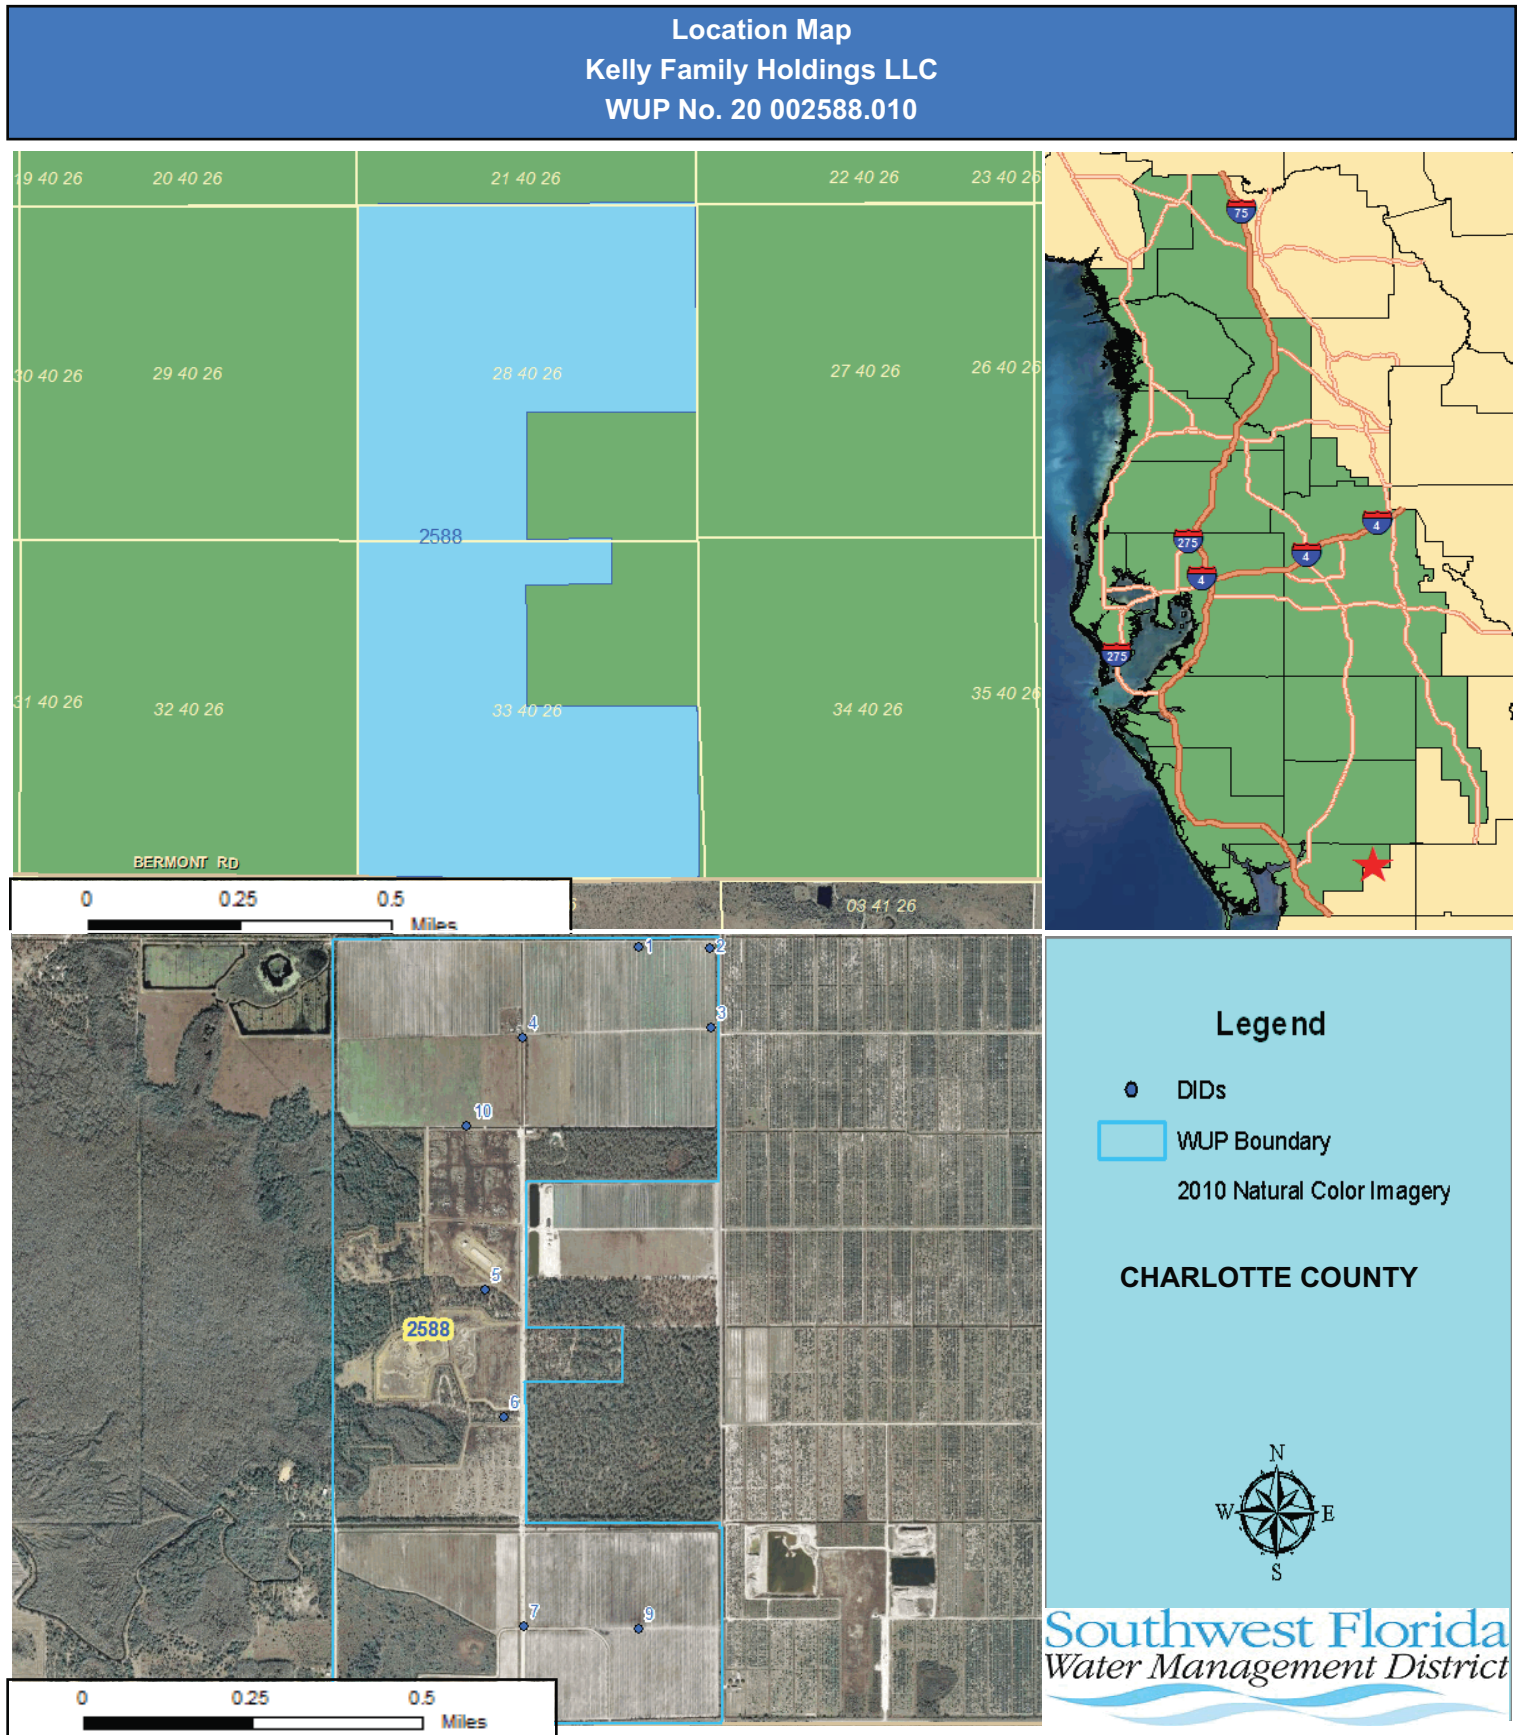 Location Map
Kelly Family Holdings LLC
WUP No. 20 002588.010
19 40 26
20 40 26
21 40 26
22 40 26
23 40 26
30 40 26
29 40 26
28 40 26
27 40 26
26 40 26
2588
31 40 26
32 40 26
33 40 26
34 40 26
35 40 26
BERMONT RD
0
0.25
0.5
Miles
03 41 26
75
4
275
4
4
275
1
2
3
4
10
5
2588
6
7
9
0
0.25
0.5
Miles
Legend
DIDs
WUP Boundary
2010 Natural Color Imagery
CHARLOTTE COUNTY
N
W
E
S
Southwest Florida
Water Management District